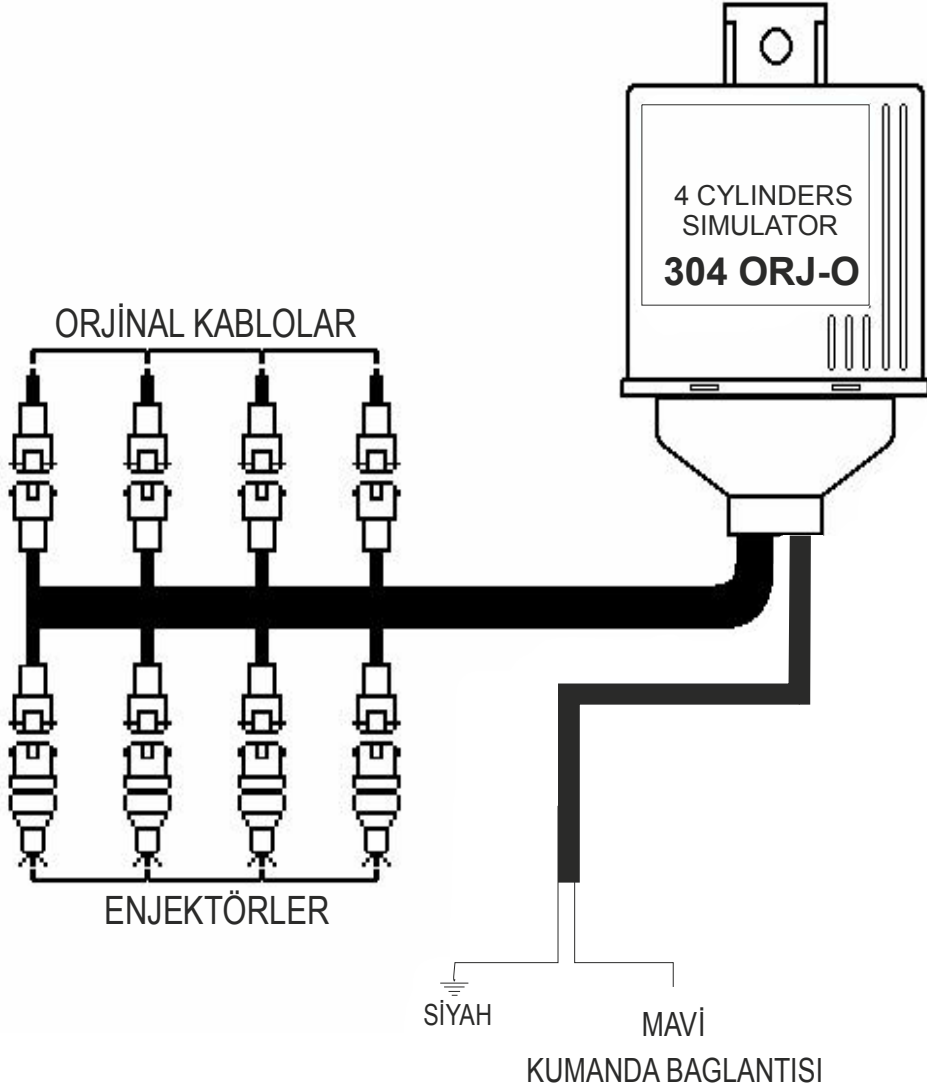 4 CYLINDERS
SIMULATOR
304 ORJ-O
ORJİNAL KABLOLAR
ENJEKTÖRLER
SİYAH
MAVİ
KUMANDA BAGLANTISI